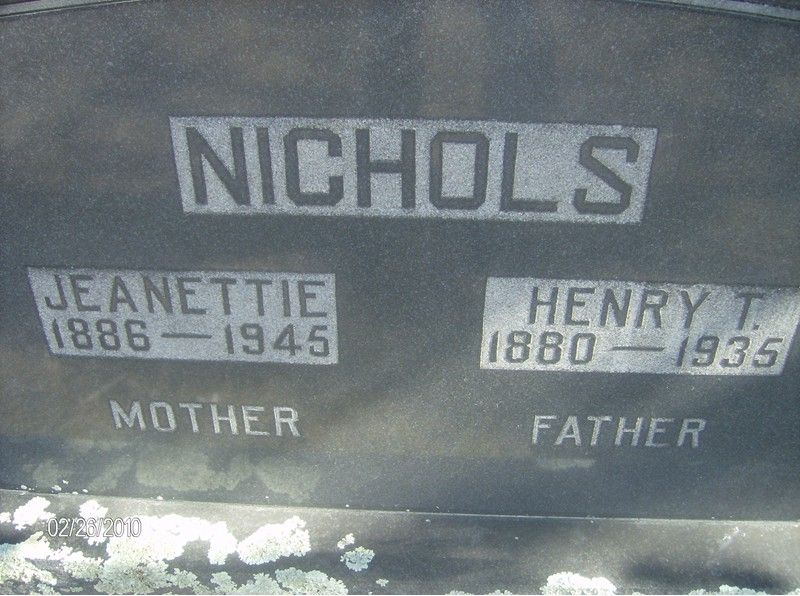 NICHOLS
JEANETTIE
1886 — 1945
MOTHER
HENRY T.
1880 — 1935
FATHER
02/26/2010